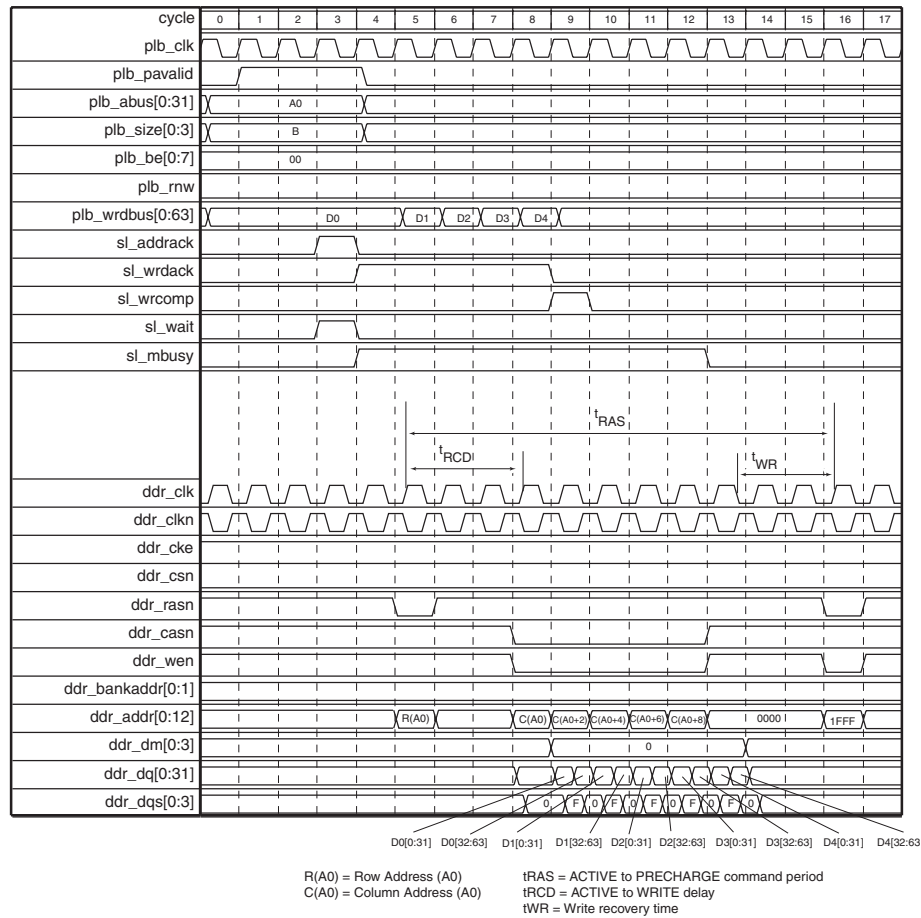 cycle 0 1 2 3 4 5 6 7 8 9 10 11 12 13 14 15 16 17
plb_clk
plb_pavalid
plb_abus[0:31] A0
plb_size[0:3] B
plb_be[0:7] 00
plb_rnw
plb_wrdbus[0:63] D0 D1 D2 D3 D4
sl_addrack
sl_wrdack
sl_wrcomp
sl_wait
sl_mbusy
tRAS
tRCD tWR
ddr_clk
ddr_clkn
ddr_cke
ddr_csn
ddr_rasn
ddr_casn
ddr_wen
ddr_bankaddr[0:1]
ddr_addr[0:12] R(A0) C(A0) C(A0+2) C(A0+4) C(A0+6) C(A0+8) 0000 1FFF
ddr_dm[0:3] 0
ddr_dq[0:31]
ddr_dqs[0:3] 0 F 0 F 0 F 0 F 0 F 0
D0[0:31] D0[32:63] D1[0:31] D1[32:63] D2[0:31] D2[32:63] D3[0:31] D3[32:63] D4[0:31] D4[32:63
R(A0) = Row Address (A0) tRAS = ACTIVE to PRECHARGE command period
C(A0) = Column Address (A0) tRCD = ACTIVE to WRITE delay
tWR = Write recovery time